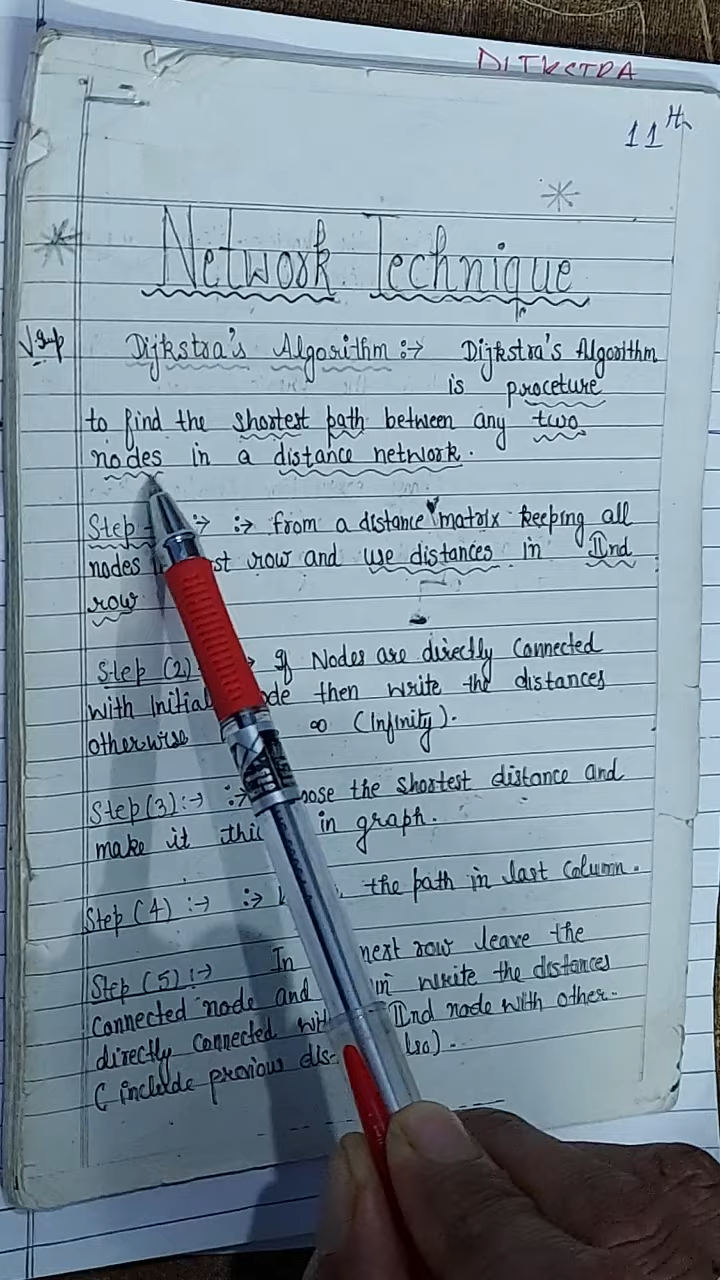 DIJKSTRA
11th
Network Technique
Imp Dijkstra's Algorithm :→ Dijkstra's Algorithm
is proceture
to find the shortest path between any two
nodes in a distance network.
Step :→ from a distance matrix keeping all
nodes row and use distances in IInd
row
Step (2) If Nodes are directly Connected
With Initial then write the distances
otherwise ∞ (Infinity).
Step (3) :→ the shortest distance and
make it in graph.
Step (4) :→ :→ the path in last Column.
Step (5) :→ In next row leave the
Connected node and write the distances
directly connected IInd node with other.
( include previous